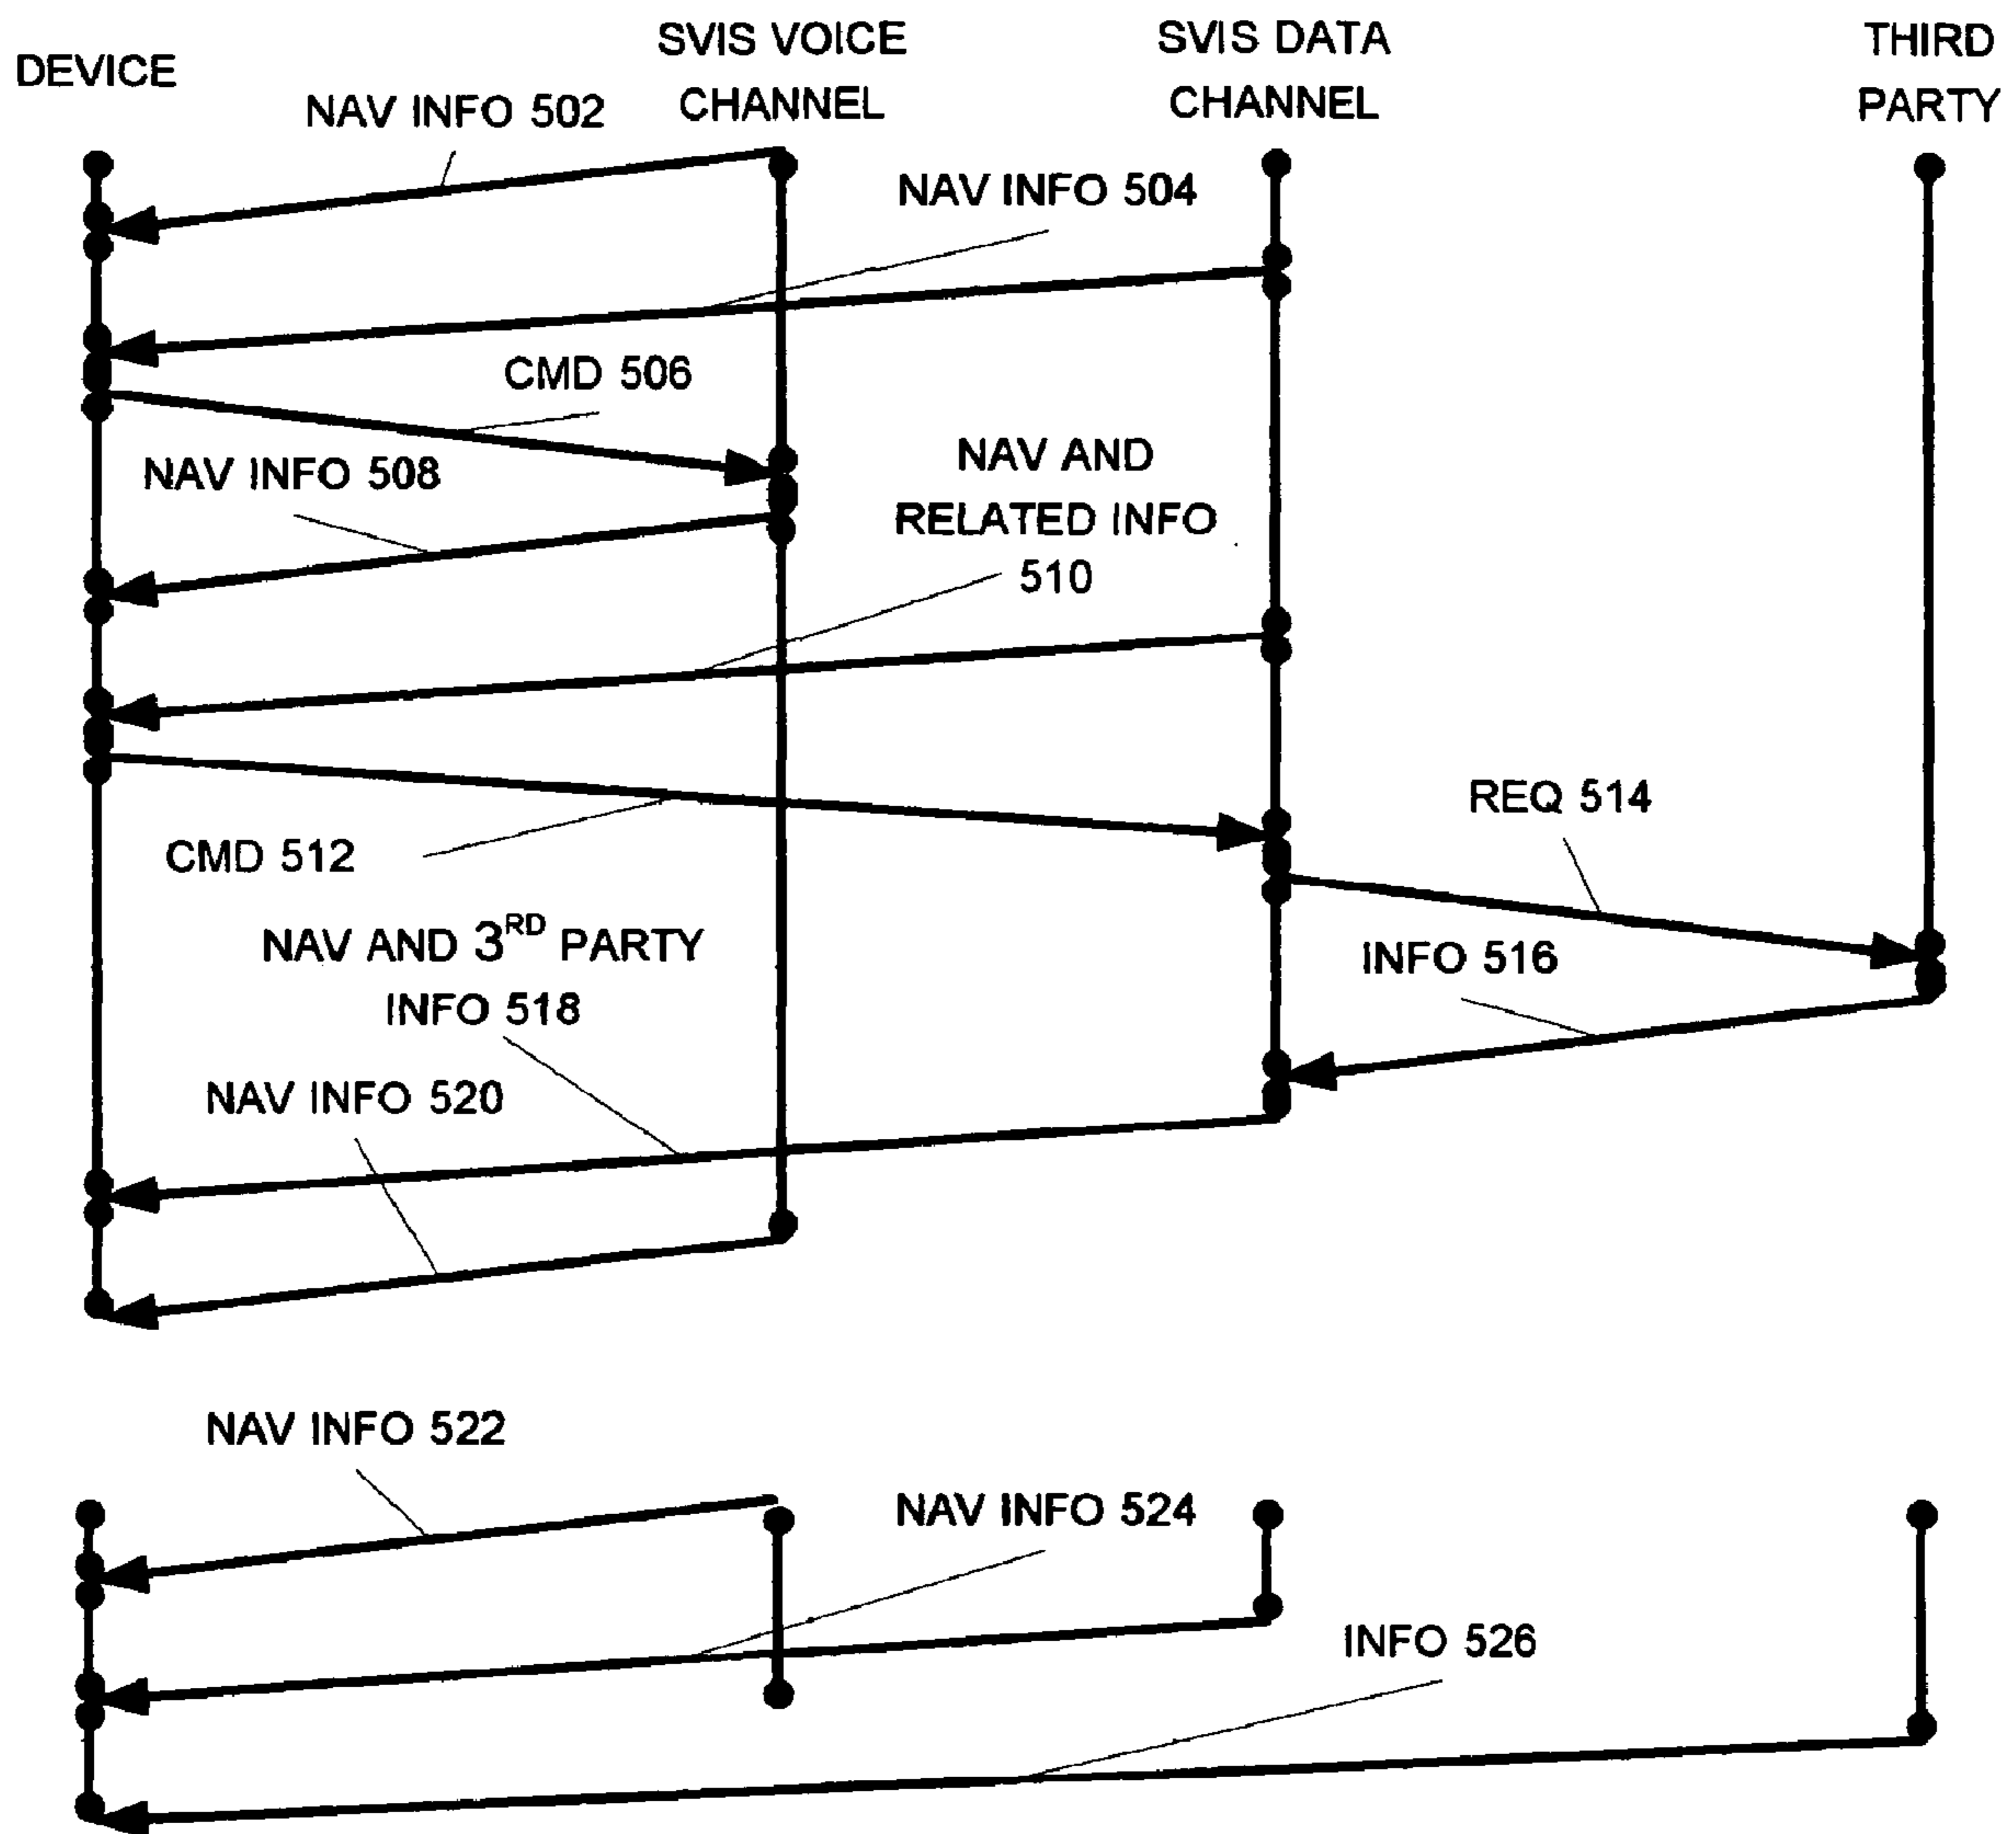 DEVICE
SVIS VOICE
CHANNEL
SVIS DATA
CHANNEL
THIRD
PARTY
NAV INFO 502
NAV INFO 504
CMD 506
NAV INFO 508
NAV AND
RELATED INFO
510
CMD 512
REQ 514
INFO 516
NAV AND 3RD PARTY
INFO 518
NAV INFO 520
NAV INFO 522
NAV INFO 524
INFO 526